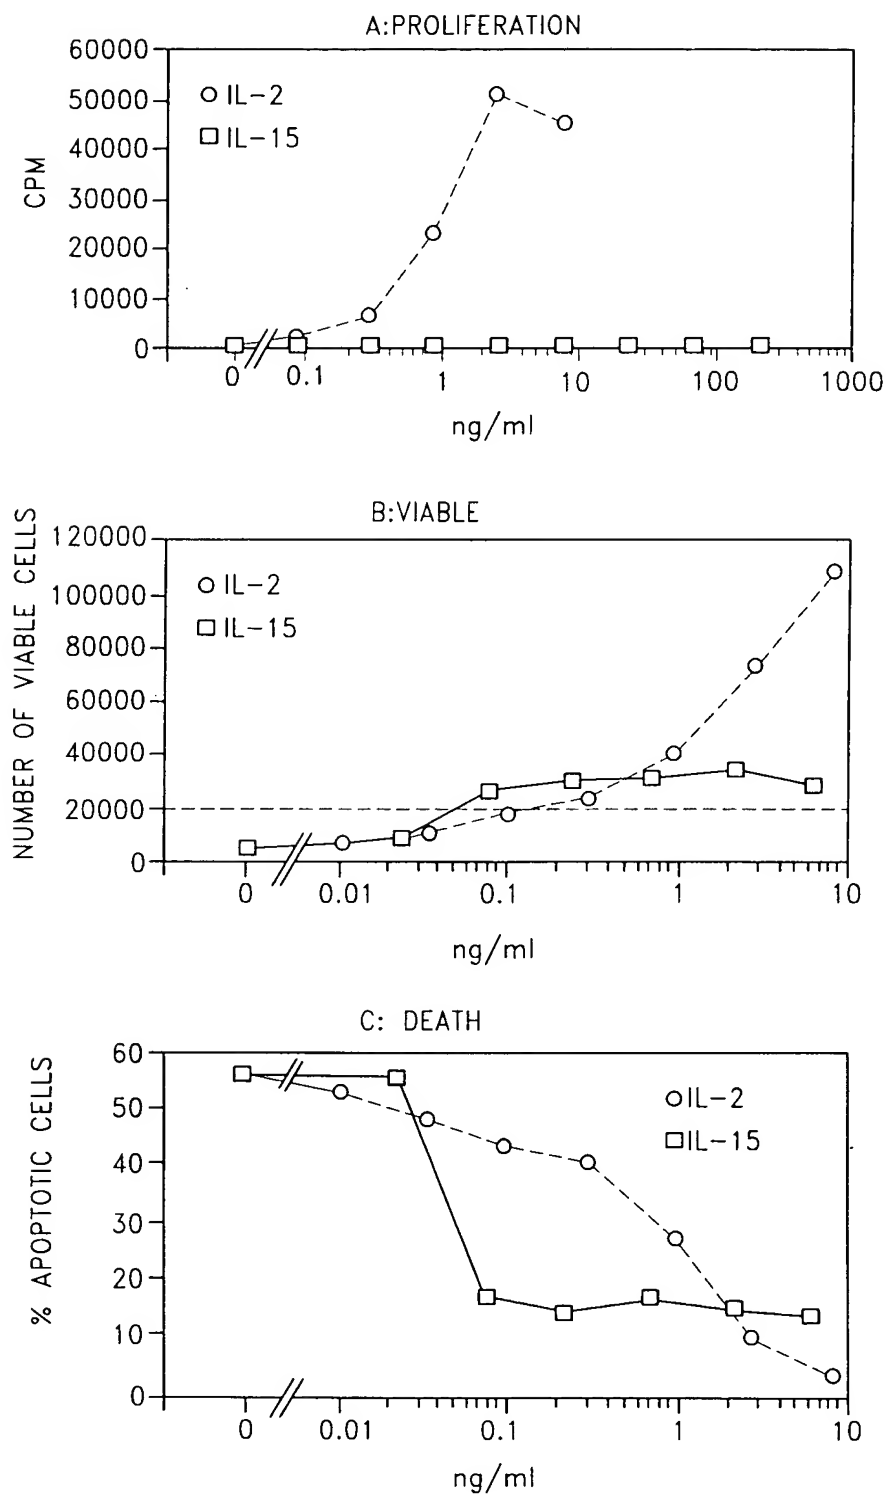 A:PROLIFERATION
60000
50000
40000
30000
20000
10000
0
CPM
IL-2
IL-15
0 0.1 1 10 100 1000
ng/ml
B:VIABLE
120000
100000
80000
60000
40000
20000
0
NUMBER OF VIABLE CELLS
IL-2
IL-15
0 0.01 0.1 1 10
ng/ml
C: DEATH
60
50
40
30
20
10
0
% APOPTOTIC CELLS
IL-2
IL-15
0 0.01 0.1 1 10
ng/ml